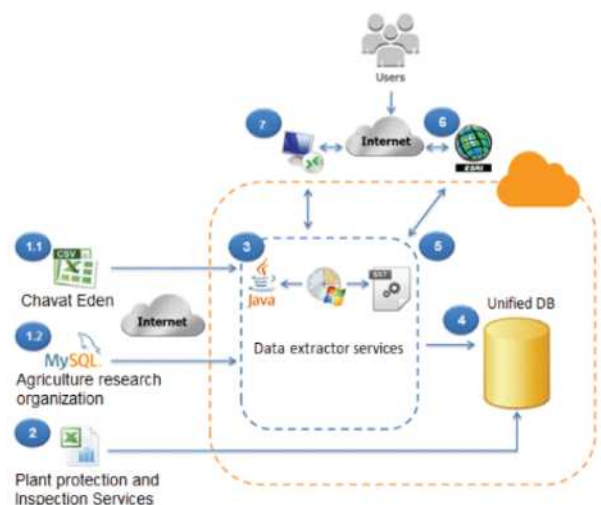 Users
7
6
Internet
ESRI
1.1
CSV
Chavat Eden
3
Java
5
Internet
Data extractor services
4
Unified DB
1.2
MySQL
Agriculture research
organization
2
Plant protection and
Inspection Services